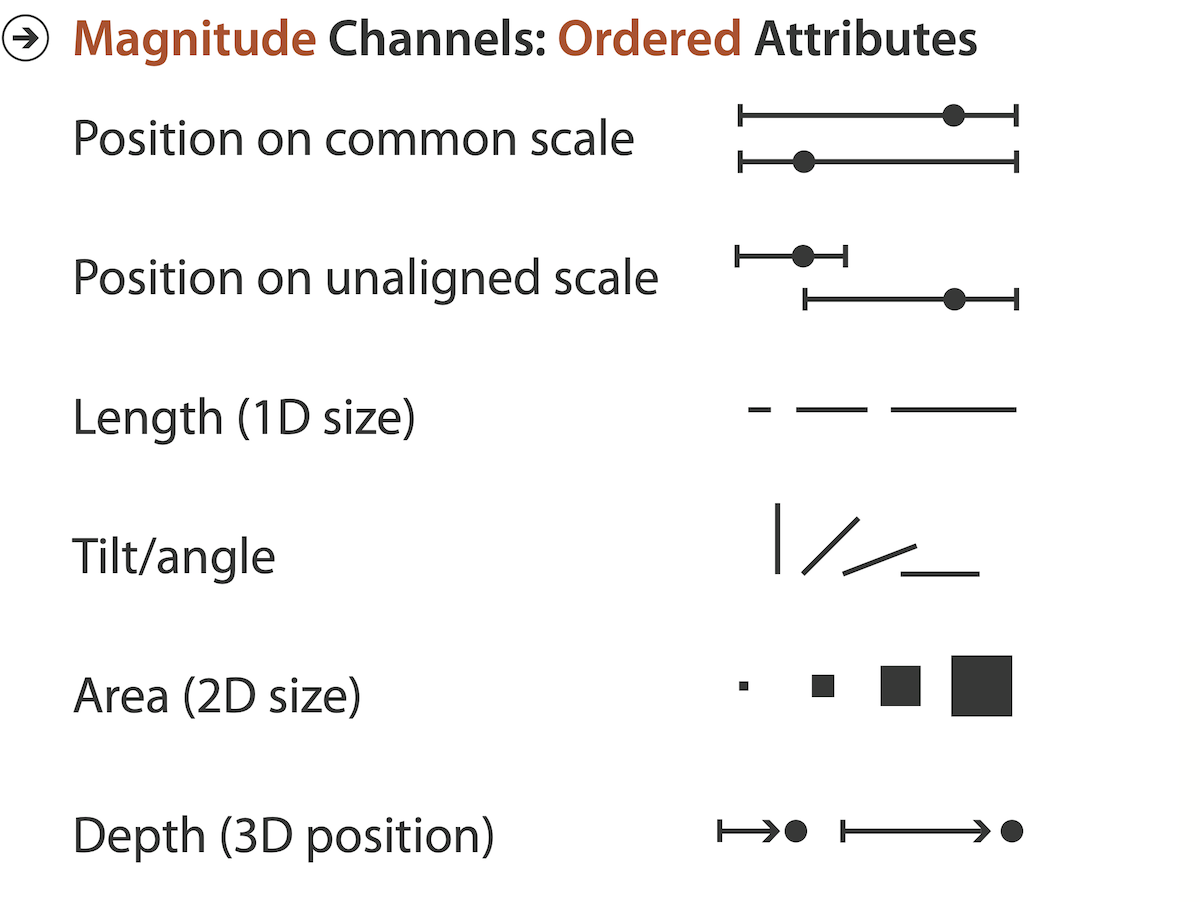 Magnitude Channels: Ordered Attributes
Position on common scale
Position on unaligned scale
Length (1D size)
Tilt/angle
Area (2D size)
Depth (3D position)